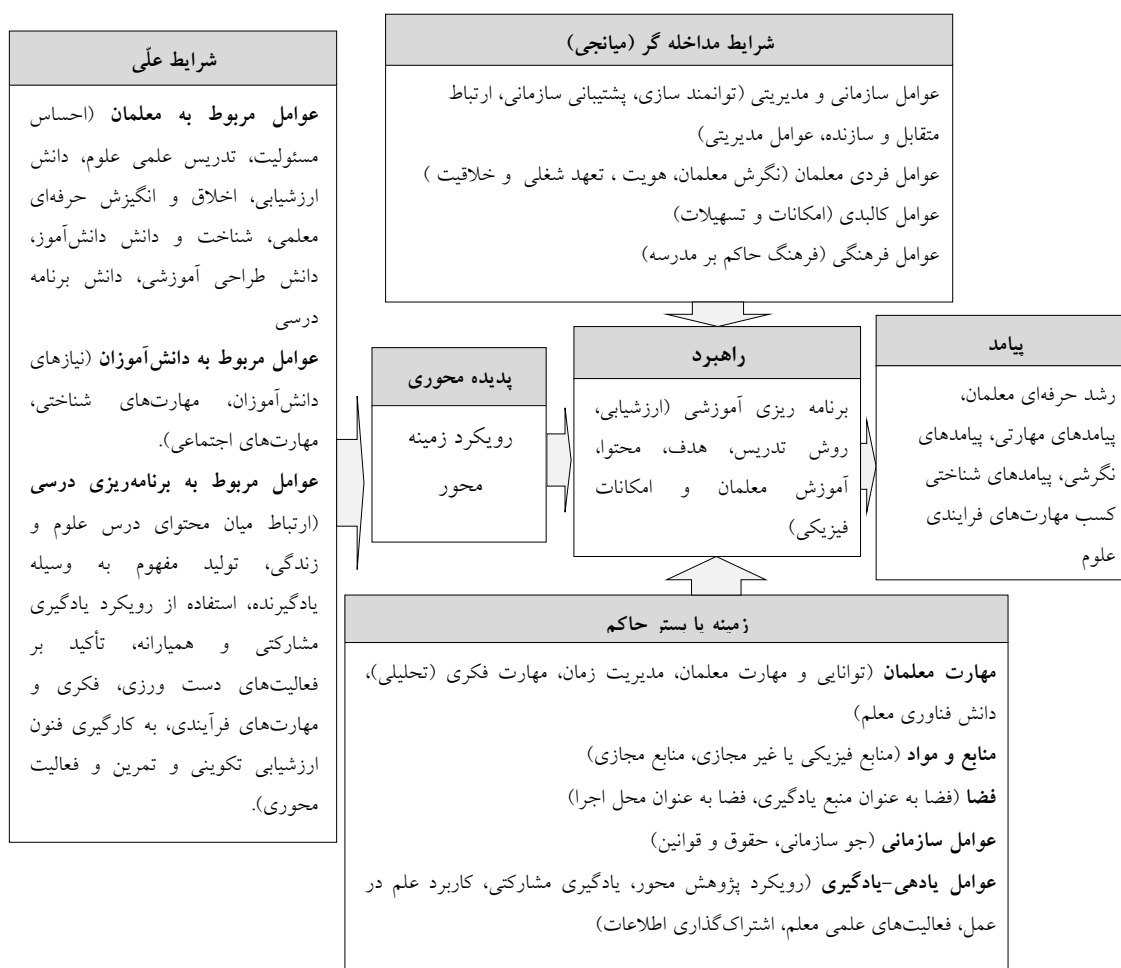 شرایط علّی
عوامل مربوط به معلمان (احساس
مسئولیت، تدریس علمی علوم، دانش
ارزشیابی، اخلاق و انگیزش حرفه‌ای
معلمی، شناخت و دانش دانش‌آموز،
دانش طراحی آموزشی، دانش برنامه
درسی
عوامل مربوط به دانش‌آموزان (نیازهای
دانش‌آموزان، مهارت‌های شناختی،
مهارت‌های اجتماعی).
عوامل مربوط به برنامه‌ریزی درسی
(ارتباط میان محتوای درس علوم و
زندگی، تولید مفهوم به وسیله
یادگیرنده، استفاده از رویکرد یادگیری
مشارکتی و همیارانه، تأکید بر
فعالیت‌های دست ورزی، فکری و
مهارت‌های فرآیندی، به کارگیری فنون
ارزشیابی تکوینی و تمرین و فعالیت
محوری).
شرایط مداخله گر (میانجی)
عوامل سازمانی و مدیریتی (توانمند سازی، پشتیبانی سازمانی، ارتباط
متقابل و سازنده، عوامل مدیریتی)
عوامل فردی معلمان (نگرش معلمان، هویت ، تعهد شغلی و خلاقیت )
عوامل کالبدی (امکانات و تسهیلات)
عوامل فرهنگی (فرهنگ حاکم بر مدرسه)
پدیده محوری
رویکرد زمینه
محور
راهبرد
برنامه ریزی آموزشی (ارزشیابی،
روش تدریس، هدف، محتوا،
آموزش معلمان و امکانات
فیزیکی)
پیامد
رشد حرفه‌ای معلمان،
پیامدهای مهارتی، پیامدهای
نگرشی، پیامدهای شناختی
کسب مهارت‌های فرایندی
علوم
زمینه یا بستر حاکم
مهارت معلمان (توانایی و مهارت معلمان، مدیریت زمان، مهارت فکری (تحلیلی)،
دانش فناوری معلم)
منابع و مواد (منابع فیزیکی یا غیر مجازی، منابع مجازی)
فضا (فضا به عنوان منبع یادگیری، فضا به عنوان محل اجرا)
عوامل سازمانی (جو سازمانی، حقوق و قوانین)
عوامل یادهی-یادگیری (رویکرد پژوهش محور، یادگیری مشارکتی، کاربرد علم در
عمل، فعالیت‌های علمی معلم، اشتراک‌گذاری اطلاعات)